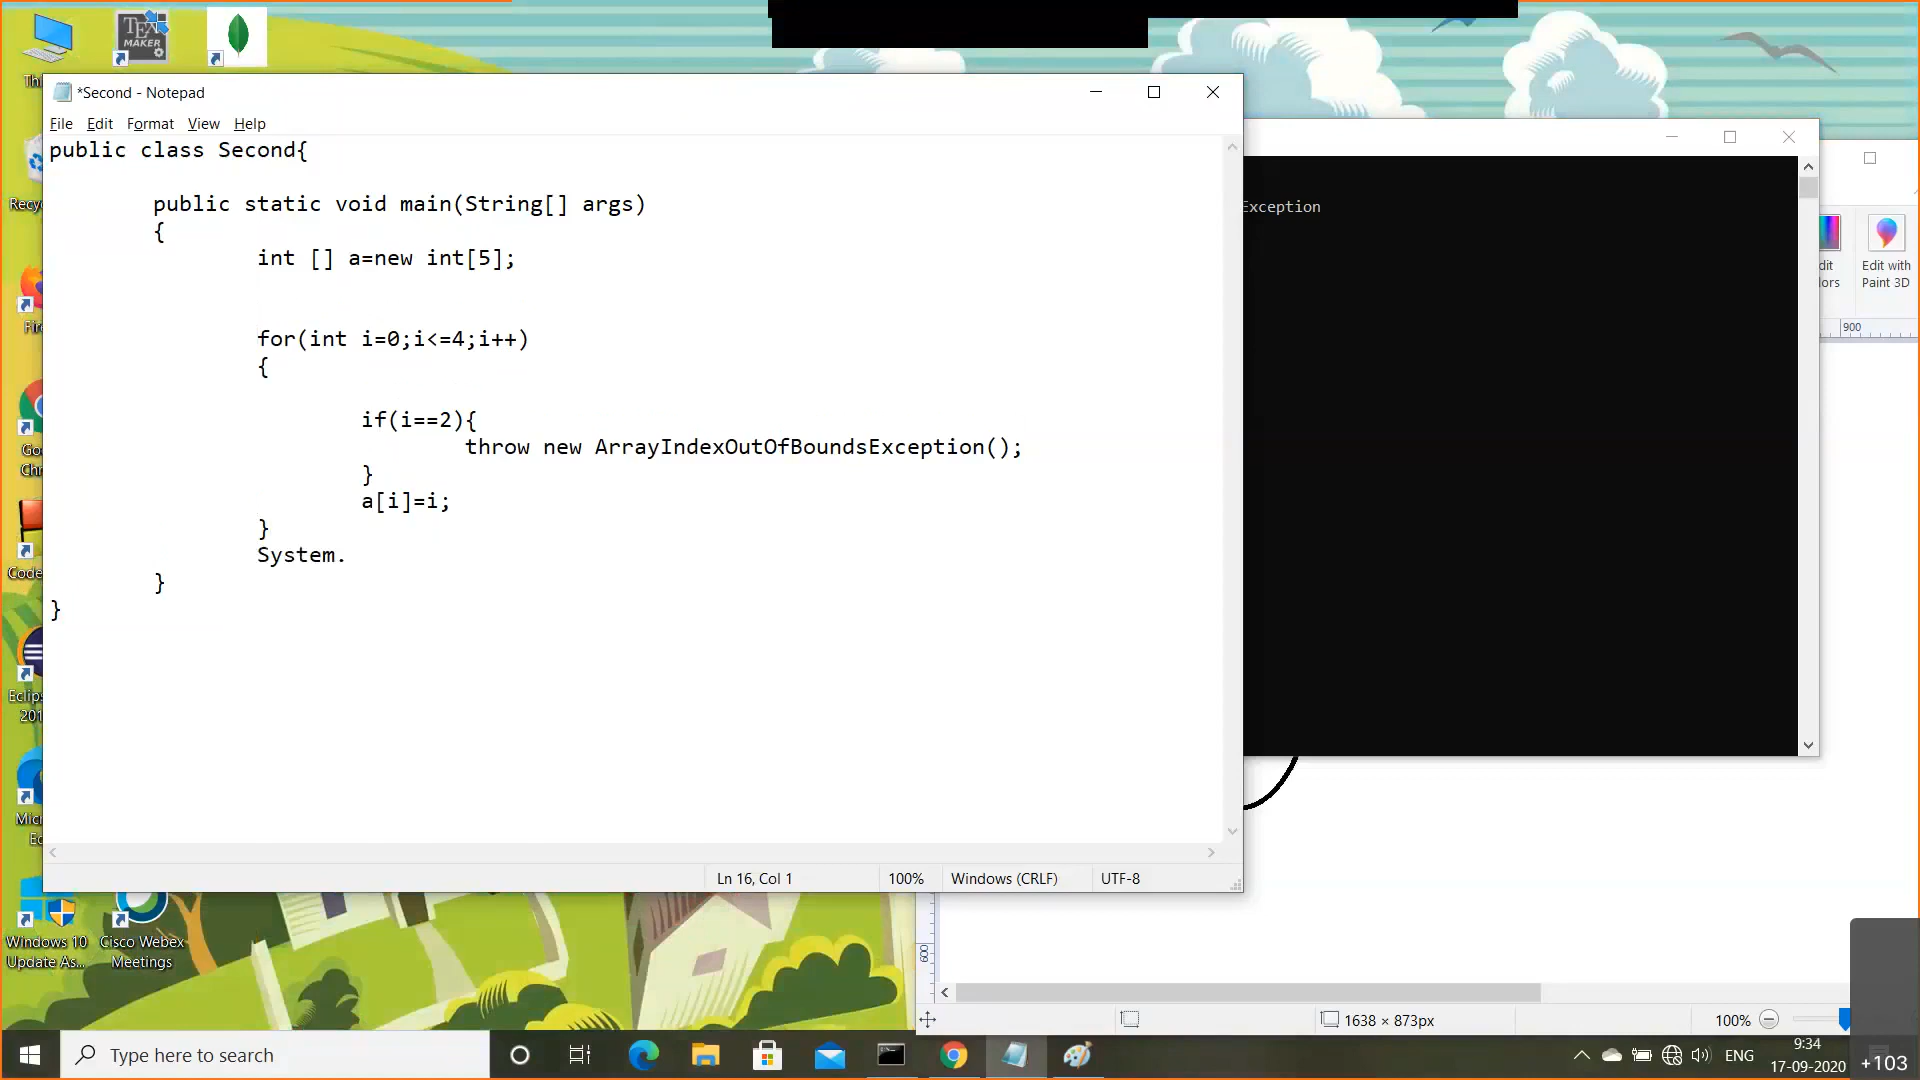 TEX
MAKER
*Second - Notepad
File Edit Format View Help
public class Second{
public static void main(String[] args)
{
int [] a=new int[5];
for(int i=0;i<=4;i++)
{
if(i==2){
throw new ArrayIndexOutOfBoundsException();
}
a[i]=i;
}
System.
}
}
Ln 16, Col 1 100% Windows (CRLF) UTF-8
Exception
Edit with
Paint 3D
900
600
1638 × 873px
100%
Windows 10
Update As...
Cisco Webex
Meetings
Type here to search
ENG
9:34
17-09-2020
+103